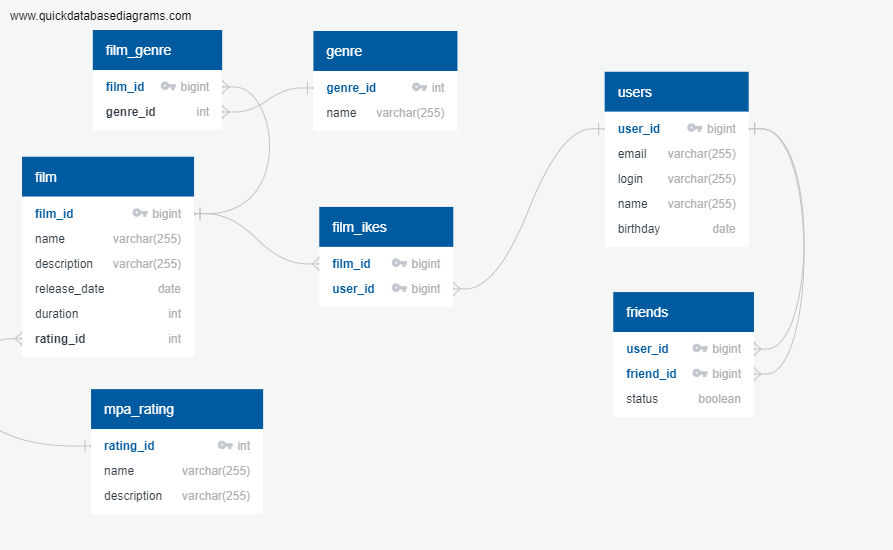 www.quickdatabasediagrams.com
film_genre
film_id bigint
genre_id int
genre
genre_id int
name varchar(255)
users
user_id bigint
email varchar(255)
login varchar(255)
name varchar(255)
birthday date
film
film_id bigint
name varchar(255)
description varchar(255)
release_date date
duration int
rating_id int
film_ikes
film_id bigint
user_id bigint
friends
user_id bigint
friend_id bigint
status boolean
mpa_rating
rating_id int
name varchar(255)
description varchar(255)